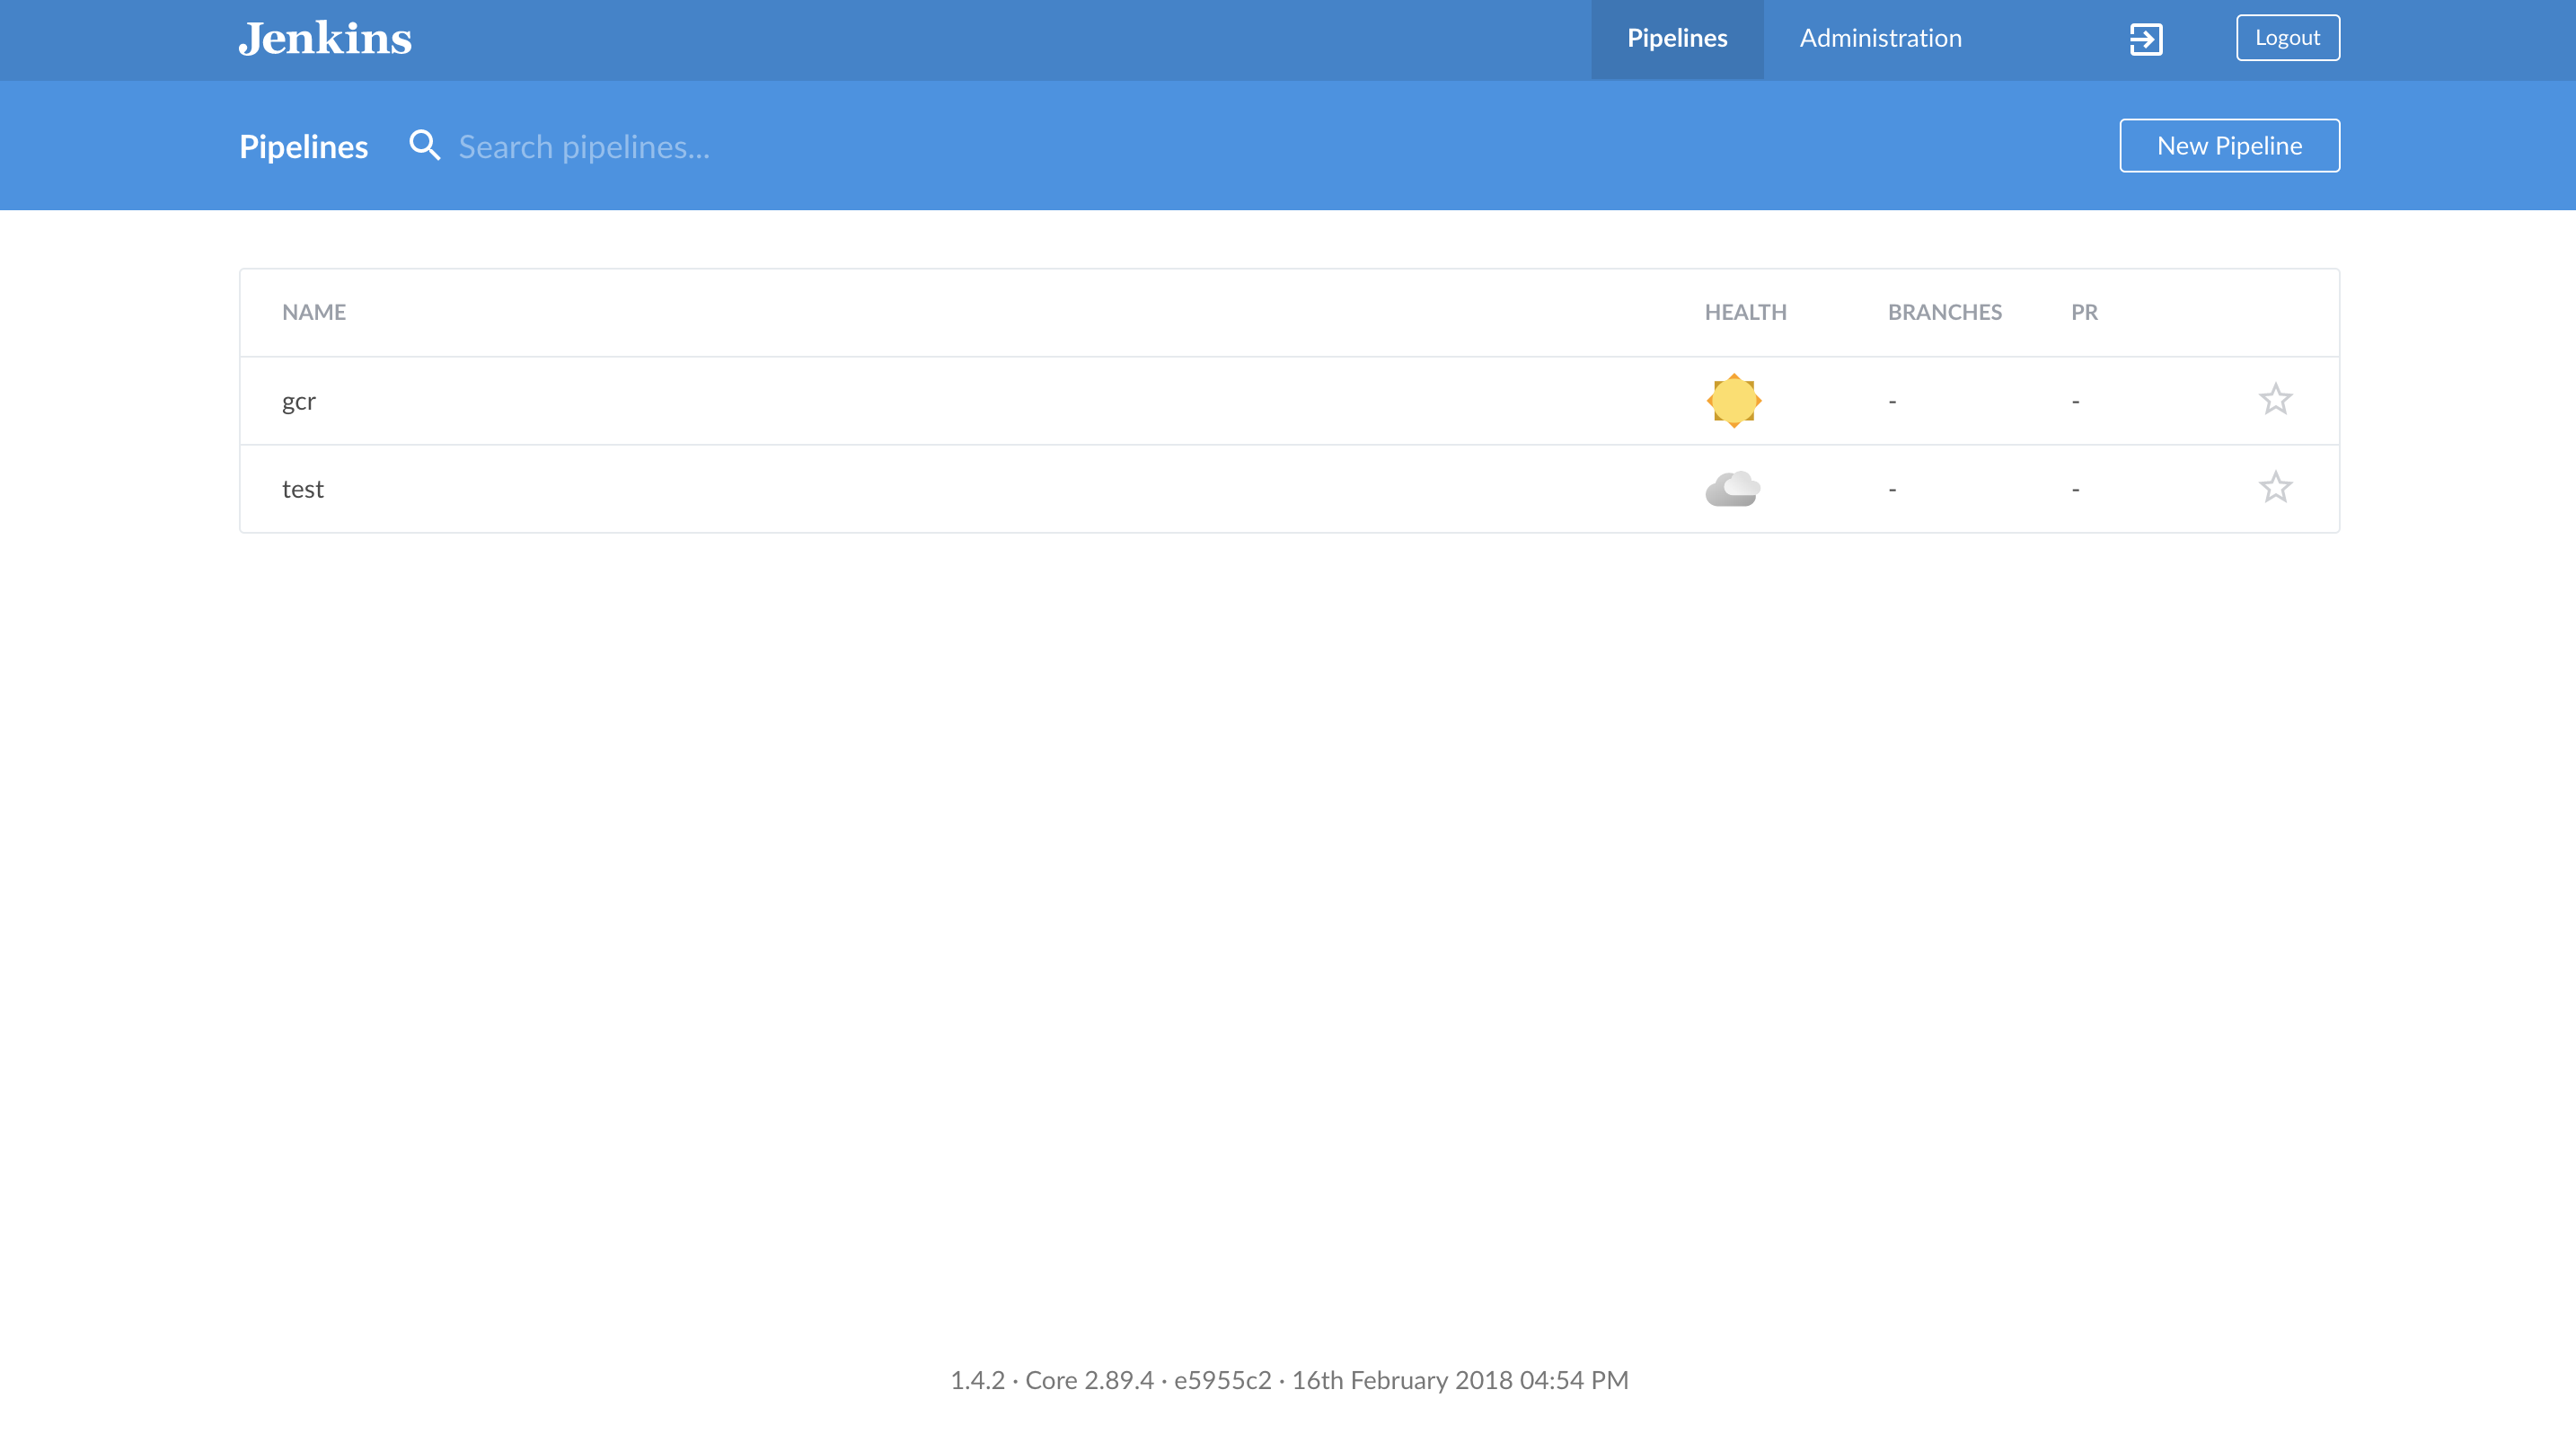 Jenkins Pipelines Administration Logout
Pipelines Search pipelines... New Pipeline
NAME HEALTH BRANCHES PR
gcr - -
test - -
1.4.2 · Core 2.89.4 · e5955c2 · 16th February 2018 04:54 PM